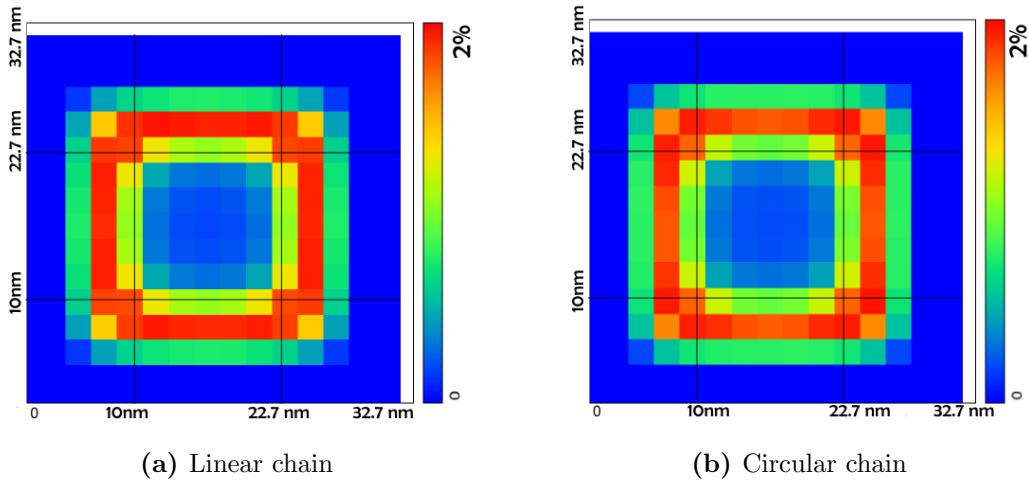 32.7 nm
22.7 nm
10nm
0
10nm
22.7 nm
32.7 nm
2%
0
(a) Linear chain
32.7 nm
22.7 nm
10nm
0
10nm
22.7 nm
32.7 nm
2%
0
(b) Circular chain